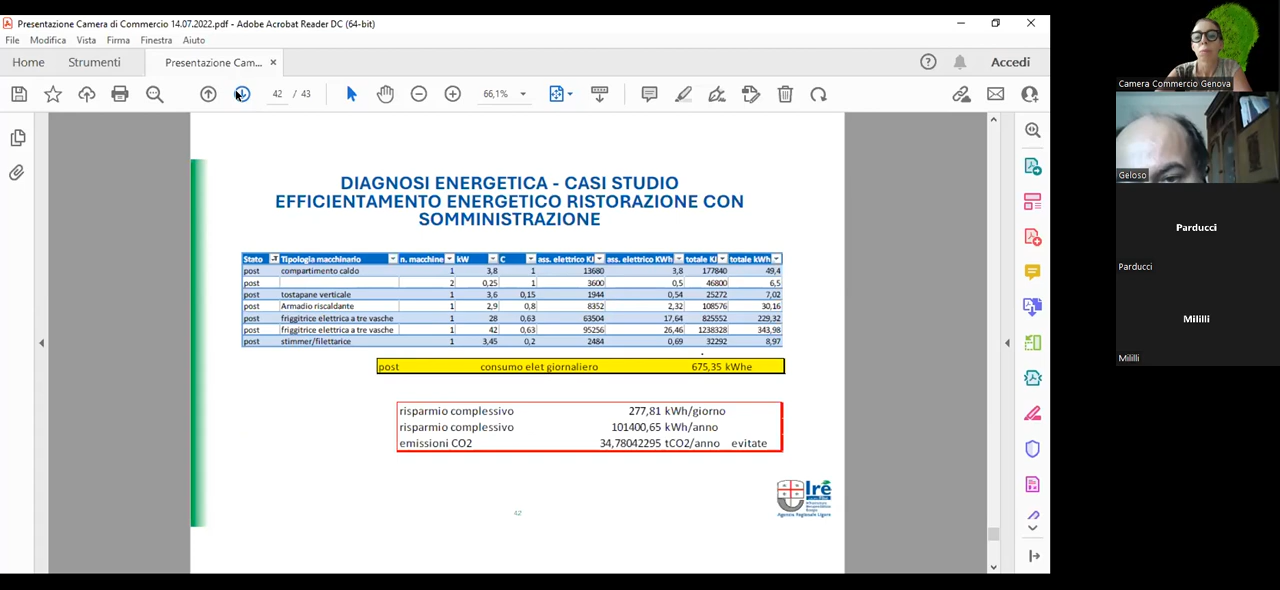 Presentazione Camera di Commercio 14.07.2022.pdf - Adobe Acrobat Reader DC (64-bit)
File Modifica Vista Firma Finestra Aiuto
Home Strumenti Presentazione Cam... × Accedi
42 / 43 66,1%
DIAGNOSI ENERGETICA - CASI STUDIO
EFFICIENTAMENTO ENERGETICO RISTORAZIONE CON
SOMMINISTRAZIONE
Stato Tipologia macchinario n. macchine kW C ass. elettrico KJ ass. elettrico KWh totale KJ totale kWh
post compartimento caldo 1 3,8 1 13680 3,8 177840 49,4
post 2 0,25 1 3600 0,5 46800 6,5
post tostapane verticale 1 3,6 0,15 1944 0,54 25272 7,02
post Armadio riscaldante 1 2,9 0,8 8352 2,32 108576 30,16
post friggitrice elettrica a tre vasche 1 28 0,63 63504 17,64 825552 229,32
post friggitrice elettrica a tre vasche 1 42 0,63 95256 26,46 1238328 343,98
post stimmer/filettarice 1 3,45 0,2 2484 0,69 32292 8,97
post consumo elet giornaliero 675,35 kWhe
risparmio complessivo 277,81 kWh/giorno
risparmio complessivo 101400,65 kWh/anno
emissioni CO2 34,78042295 tCO2/anno evitate
Ire
Agenzia Regionale Ligure
42
Camera Commercio Genova
Geloso
Parducci
Parducci
Mililli
Mililli